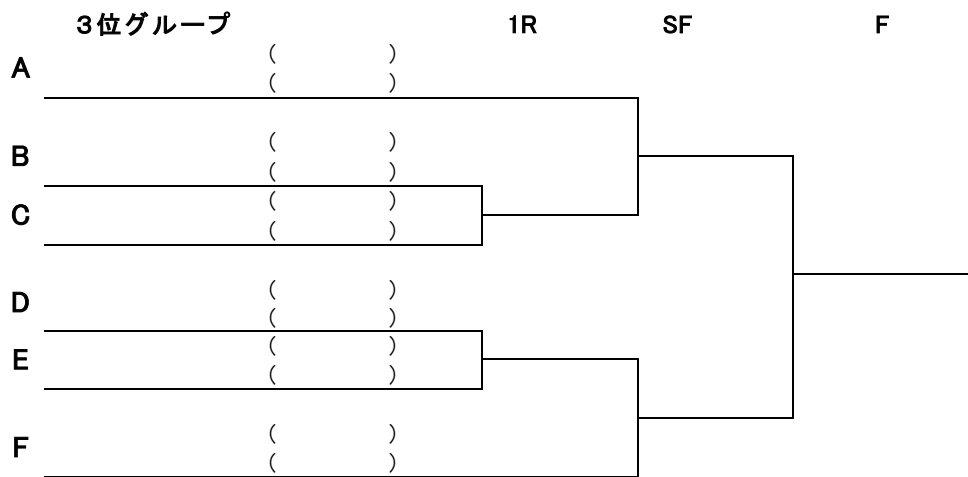 ３位グループ 1R SF F
(　　　　)
A (　　　　)
(　　　　)
B (　　　　)
(　　　　)
C (　　　　)
(　　　　)
D (　　　　)
(　　　　)
E (　　　　)
(　　　　)
F (　　　　)